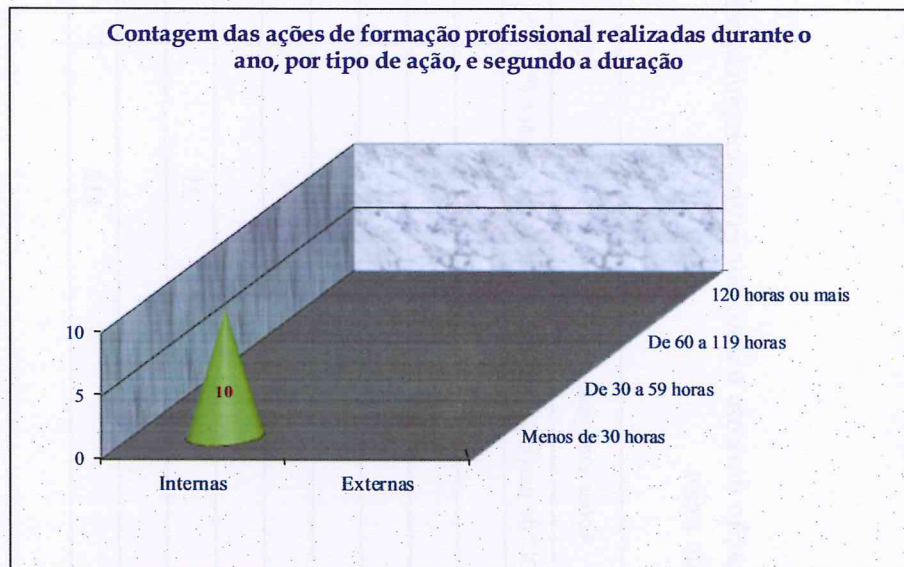 Contagem das ações de formação profissional realizadas durante o
ano, por tipo de ação, e segundo a duração
120 horas ou mais
De 60 a 119 horas
De 30 a 59 horas
Menos de 30 horas
10
5
0
10
Internas
Externas